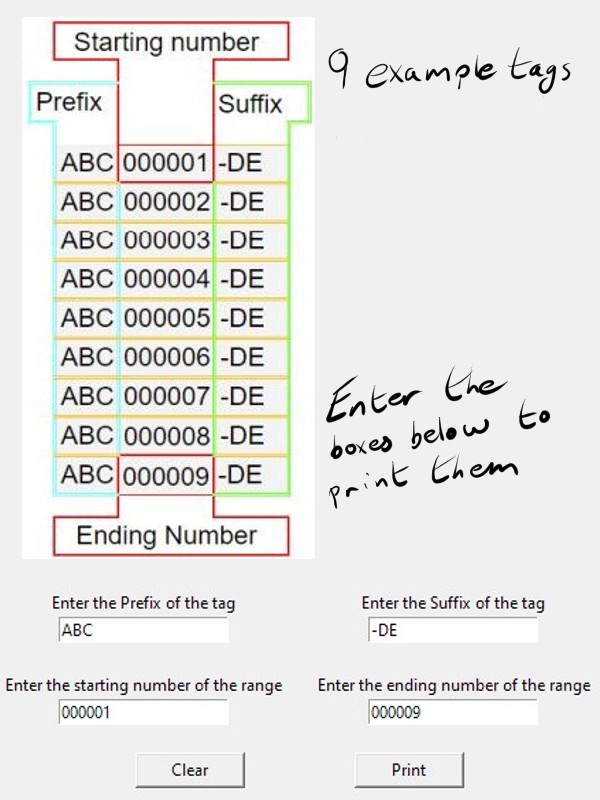 Starting number
9 example tags
Prefix Suffix
ABC 000001 -DE
ABC 000002 -DE
ABC 000003 -DE
ABC 000004 -DE
ABC 000005 -DE
ABC 000006 -DE
ABC 000007 -DE
ABC 000008 -DE
ABC 000009 -DE
Enter the
boxes below to
print them
Ending Number
Enter the Prefix of the tag
ABC
Enter the Suffix of the tag
-DE
Enter the starting number of the range
000001
Enter the ending number of the range
000009
Clear
Print